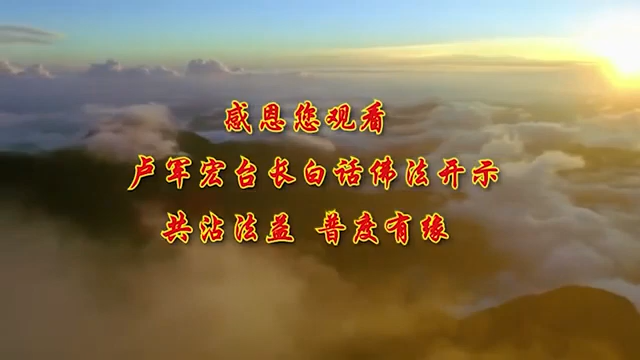 感恩您观看
卢军宏台长白话佛法开示
共沾法益 普度有缘